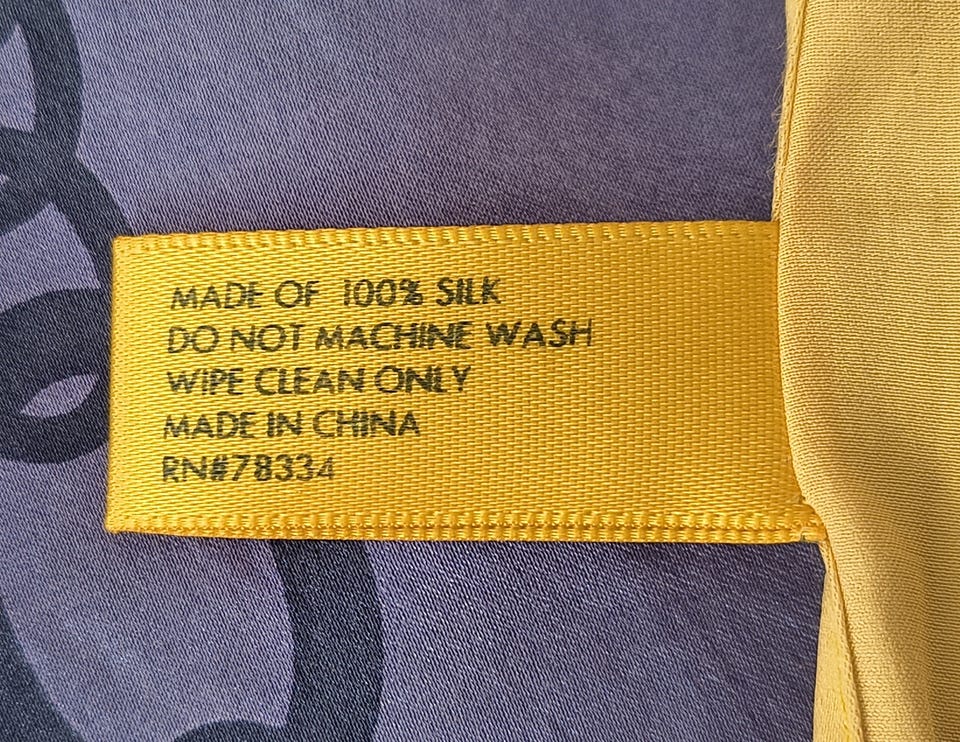 MADE OF 100% SILK
DO NOT MACHINE WASH
WIPE CLEAN ONLY
MADE IN CHINA
RN#78334